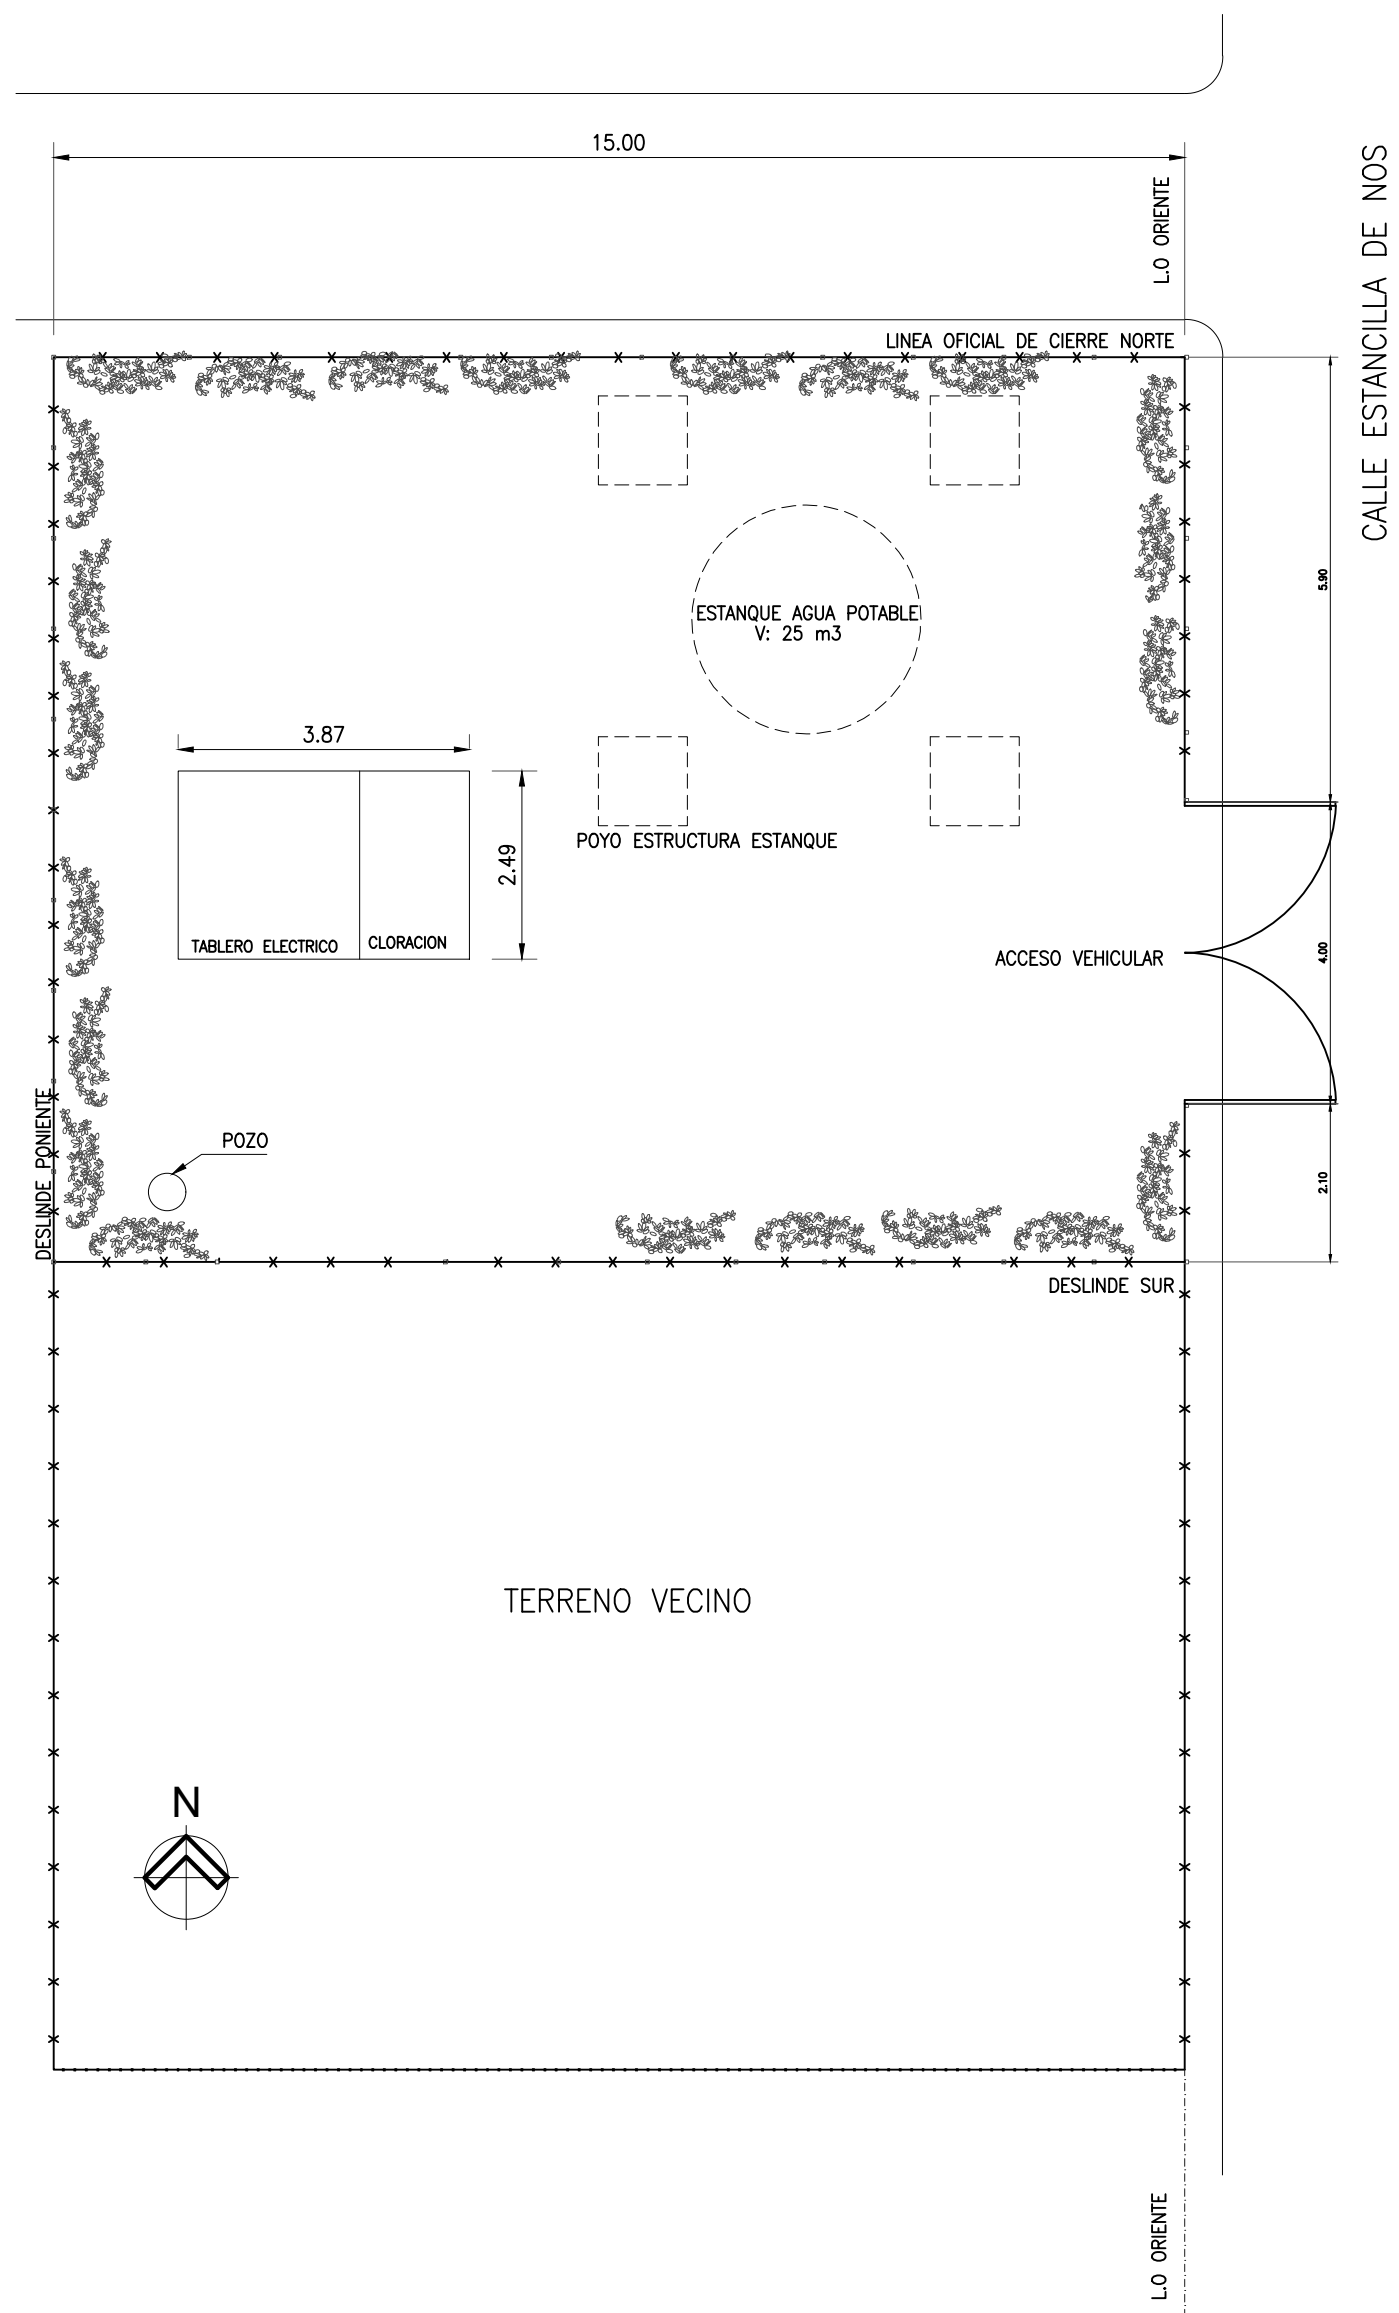 15.00
L.O ORIENTE
CALLE ESTANCILLA DE NOS
LINEA OFICIAL DE CIERRE NORTE
5.90
ESTANQUE AGUA POTABLE
V: 25 m3
3.87
2.49
POYO ESTRUCTURA ESTANQUE
TABLERO ELECTRICO
CLORACION
ACCESO VEHICULAR
4.00
DESLINDE PONIENTE
POZO
2.10
DESLINDE SUR
TERRENO VECINO
N
L.O ORIENTE